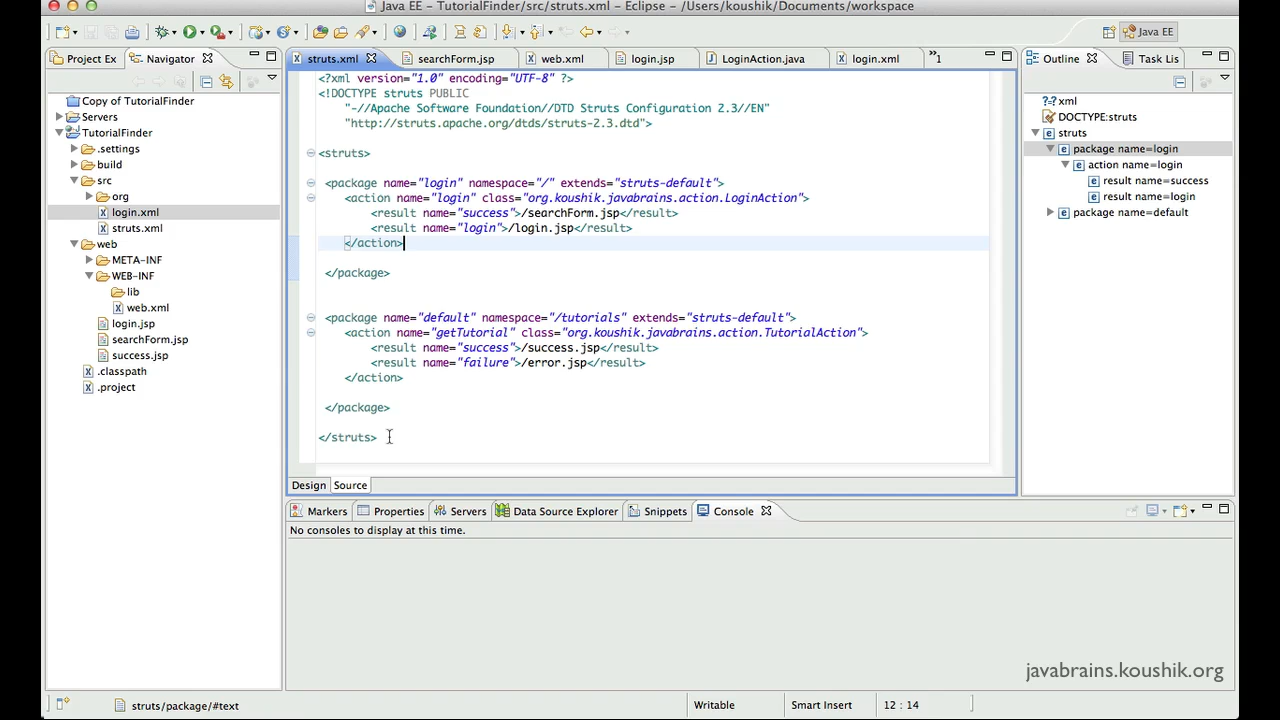 Java EE - TutorialFinder/src/struts.xml - Eclipse - /Users/koushik/Documents/workspace
Java EE
Project Ex
Navigator
Copy of TutorialFinder
Servers
TutorialFinder
.settings
build
src
org
login.xml
struts.xml
web
META-INF
WEB-INF
lib
web.xml
login.jsp
searchForm.jsp
success.jsp
.classpath
.project
struts.xml
searchForm.jsp
web.xml
login.jsp
LoginAction.java
login.xml
»1
<?xml version="1.0" encoding="UTF-8" ?>
<!DOCTYPE struts PUBLIC
"-//Apache Software Foundation//DTD Struts Configuration 2.3//EN"
"http://struts.apache.org/dtds/struts-2.3.dtd">
<struts>
<package name="login" namespace="/" extends="struts-default">
<action name="login" class="org.koushik.javabrains.action.LoginAction">
<result name="success">/searchForm.jsp</result>
<result name="login">/login.jsp</result>
</action>
</package>
<package name="default" namespace="/tutorials" extends="struts-default">
<action name="getTutorial" class="org.koushik.javabrains.action.TutorialAction">
<result name="success">/success.jsp</result>
<result name="failure">/error.jsp</result>
</action>
</package>
</struts>
Design
Source
Outline
Task Lis
xml
DOCTYPE:struts
struts
package name=login
action name=login
result name=success
result name=login
package name=default
Markers
Properties
Servers
Data Source Explorer
Snippets
Console
No consoles to display at this time.
javabrains.koushik.org
struts/package/#text
Writable
Smart Insert
12 : 14